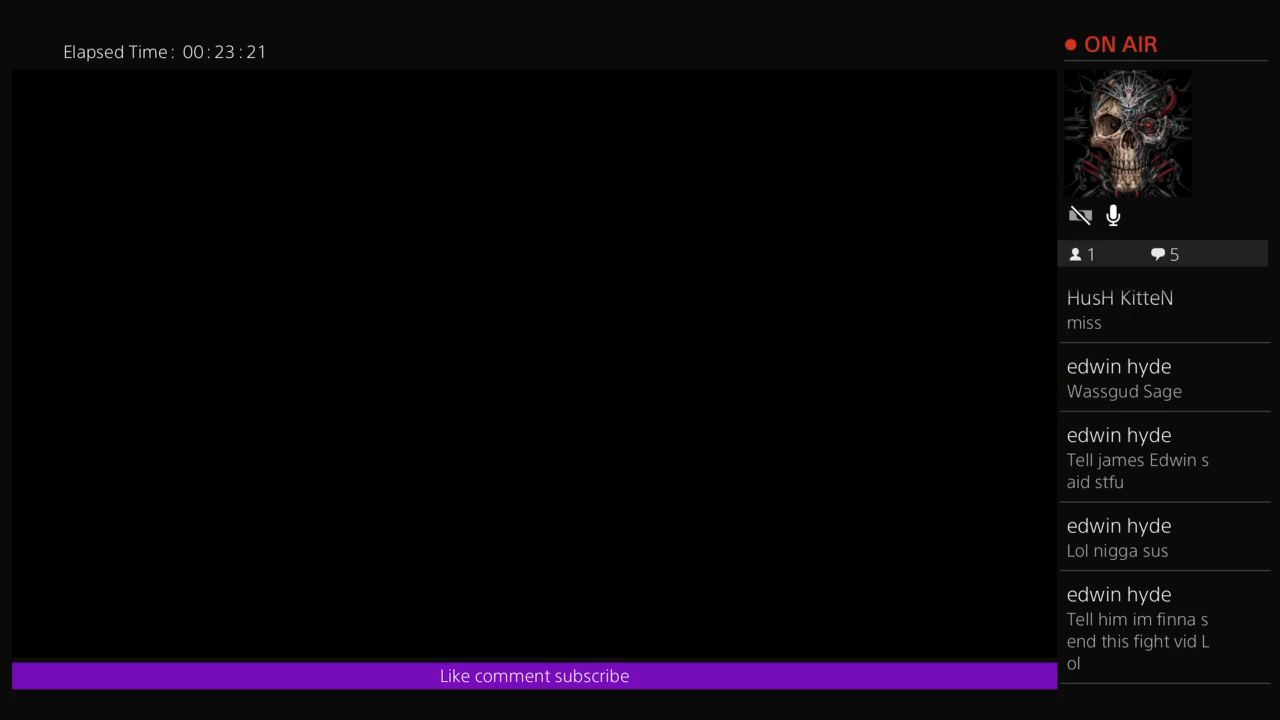 Elapsed Time: 00:23:21
ON AIR
1 5
HusH KitteN
miss
edwin hyde
Wassgud Sage
edwin hyde
Tell james Edwin s
aid stfu
edwin hyde
Lol nigga sus
edwin hyde
Tell him im finna s
end this fight vid L
ol
Like comment subscribe